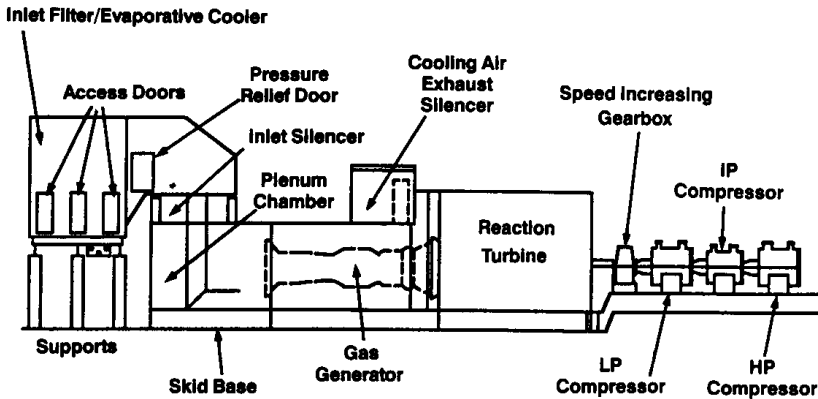 Inlet Filter/Evaporative Cooler
Access Doors
Pressure
Relief Door
Inlet Silencer
Plenum
Chamber
Cooling Air
Exhaust
Silencer
Speed Increasing
Gearbox
IP
Compressor
Reaction
Turbine
Supports
Skid Base
Gas
Generator
LP
Compressor
HP
Compressor